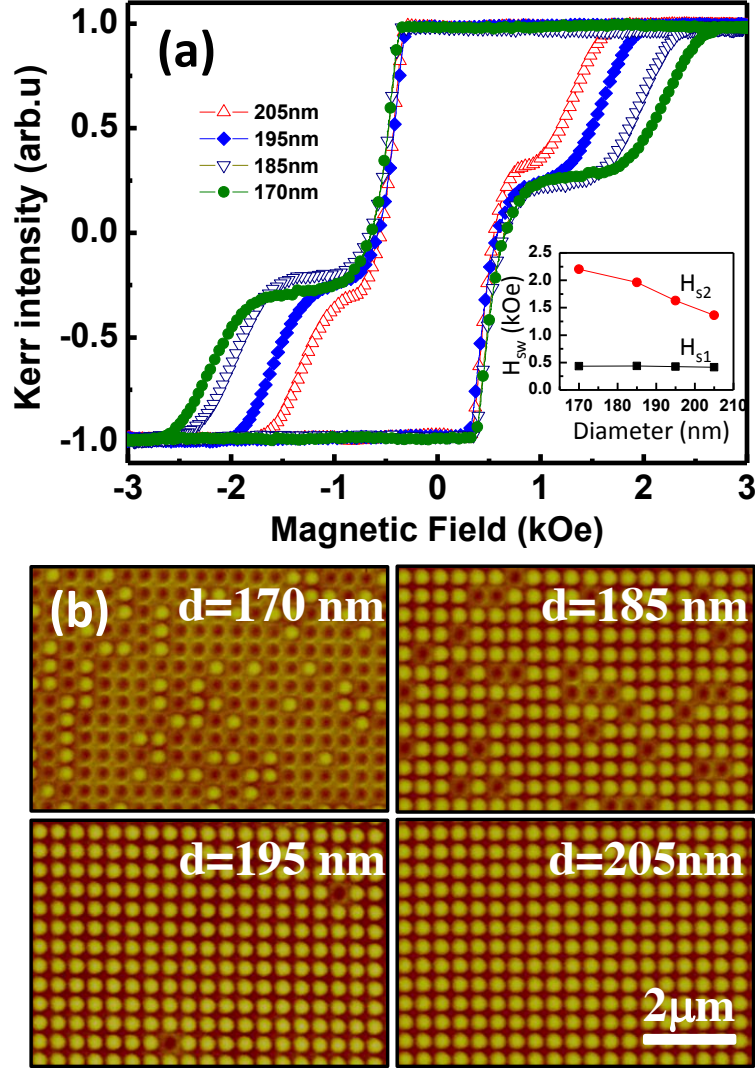 (a)
Kerr intensity (arb.u)
1.0
0.5
0.0
-0.5
-1.0
205nm
195nm
185nm
170nm
H_sw (kOe)
2.5
2.0
1.5
1.0
0.5
0.0
H_s2
H_s1
170 180 190 200 210
Diameter (nm)
-3 -2 -1 0 1 2 3
Magnetic Field (kOe)
(b)
d=170 nm
d=185 nm
d=195 nm
d=205nm
2μm